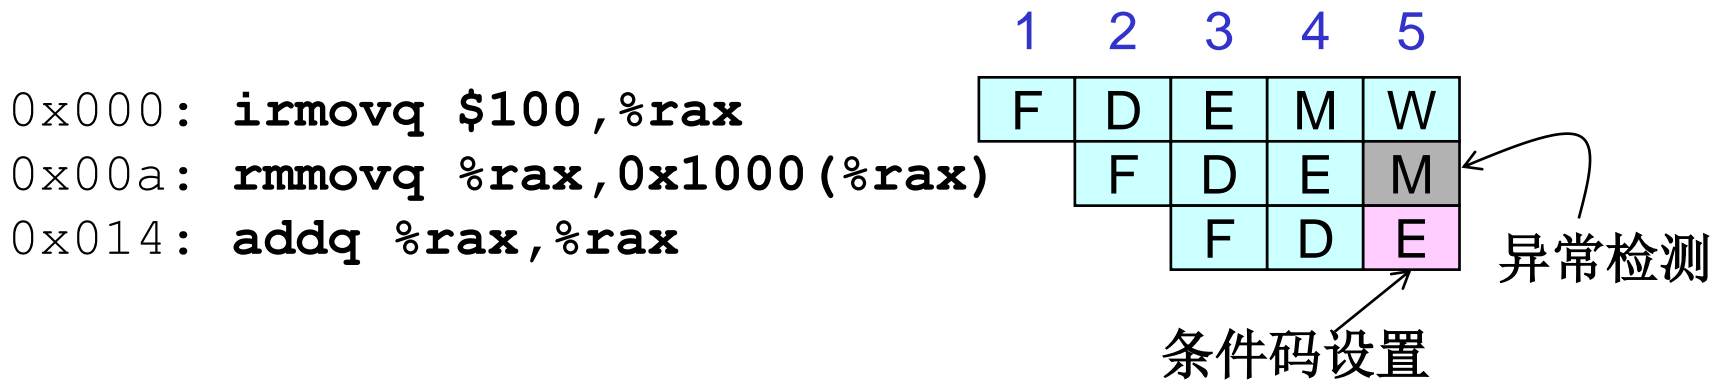 1 2 3 4 5
0x000: irmovq $100,%rax F D E M W
0x00a: rmmovq %rax,0x1000(%rax) F D E M
0x014: addq %rax,%rax F D E
异常检测
条件码设置